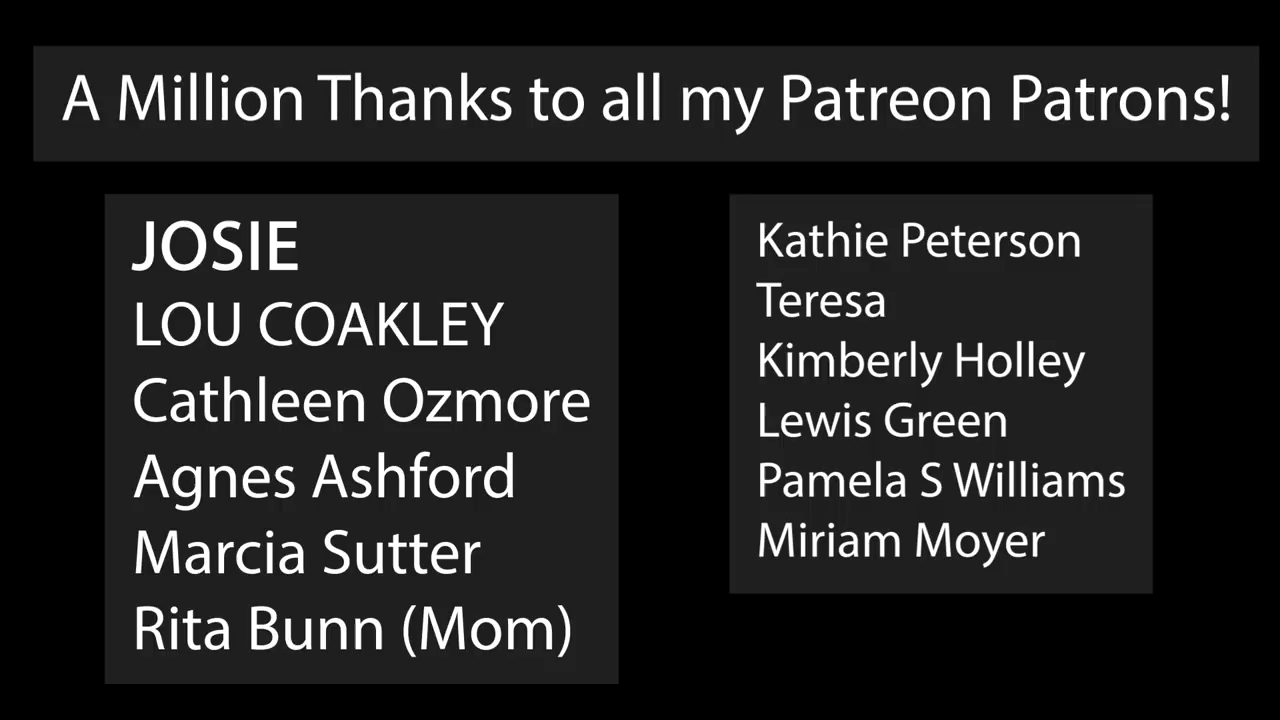 A Million Thanks to all my Patreon Patrons!
JOSIE
LOU COAKLEY
Cathleen Ozmore
Agnes Ashford
Marcia Sutter
Rita Bunn (Mom)
Kathie Peterson
Teresa
Kimberly Holley
Lewis Green
Pamela S Williams
Miriam Moyer